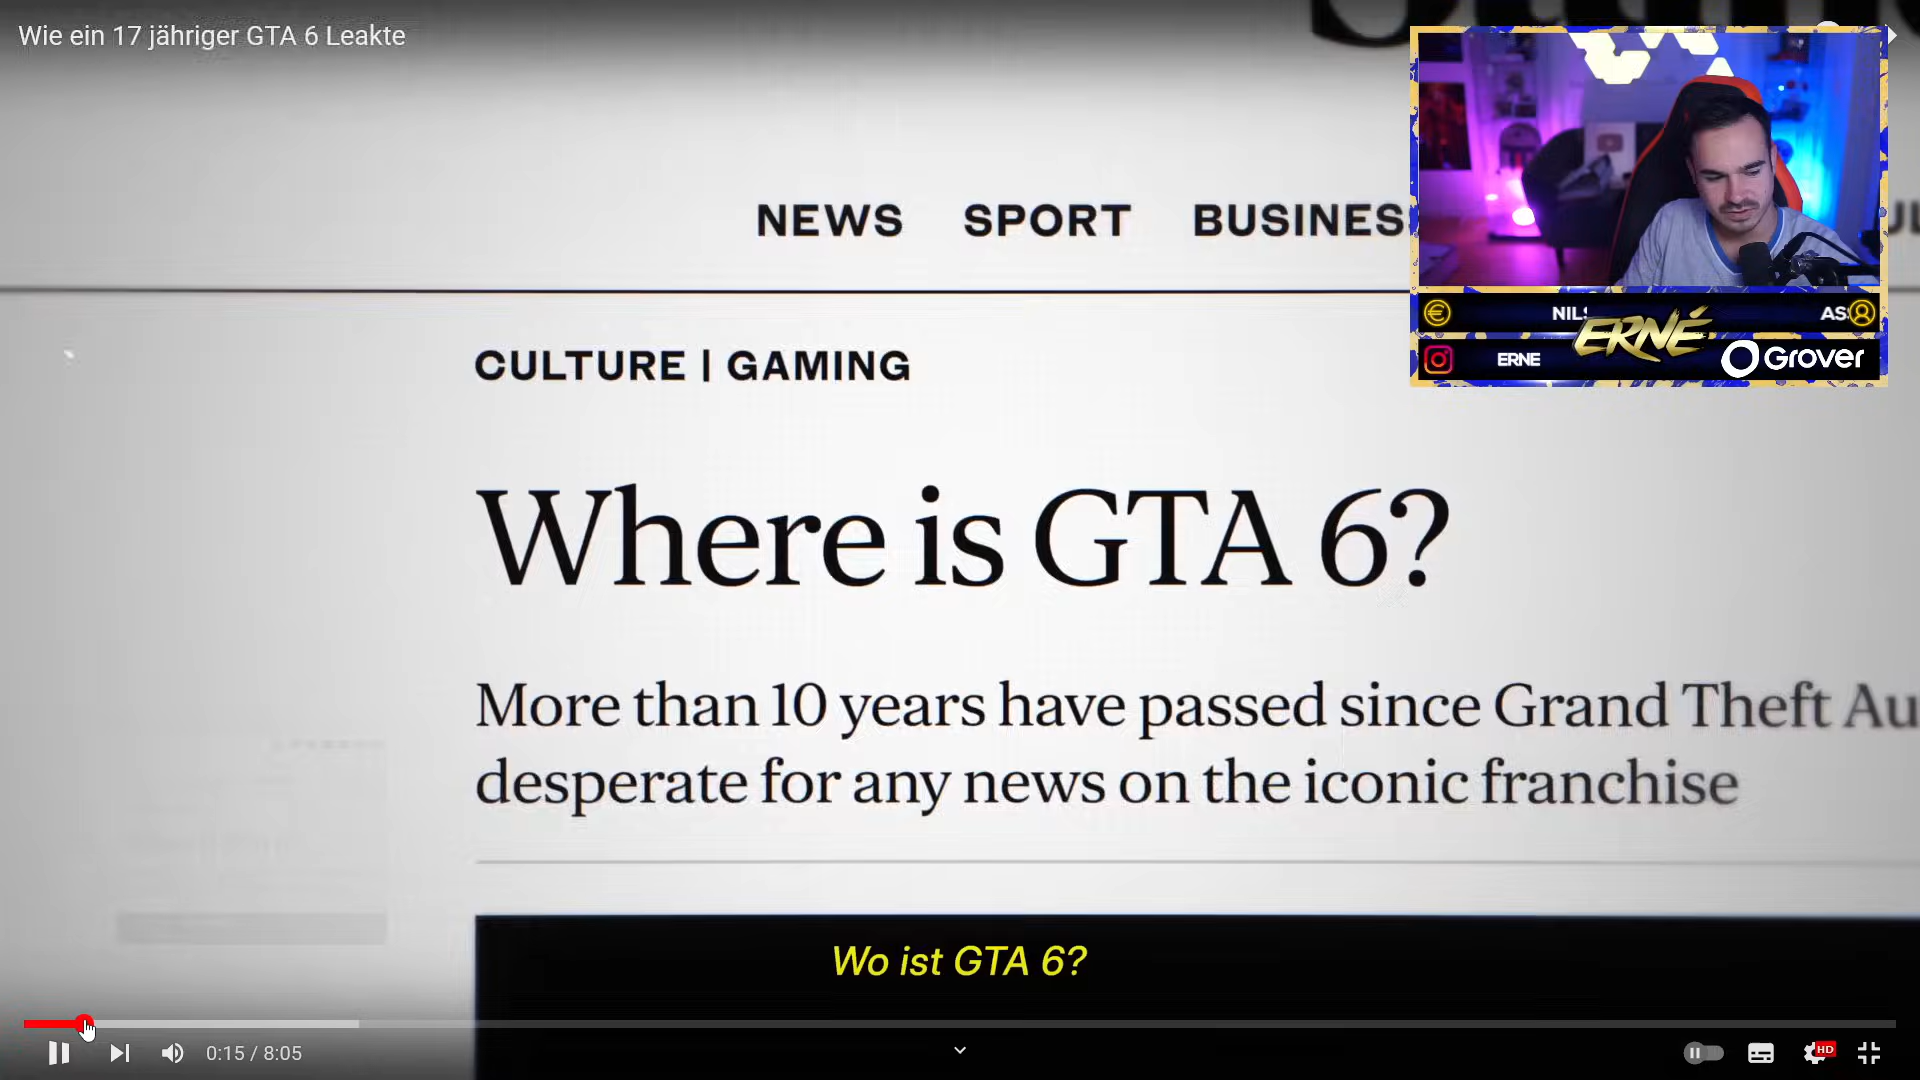 Wie ein 17 jähriger GTA 6 Leakte
NEWS SPORT BUSINES
CULTURE | GAMING
NILS
AS
ERNÉ
ERNE
Grover
Where is GTA 6?
More than 10 years have passed since Grand Theft Au
desperate for any news on the iconic franchise
Wo ist GTA 6?
0:15 / 8:05
HD